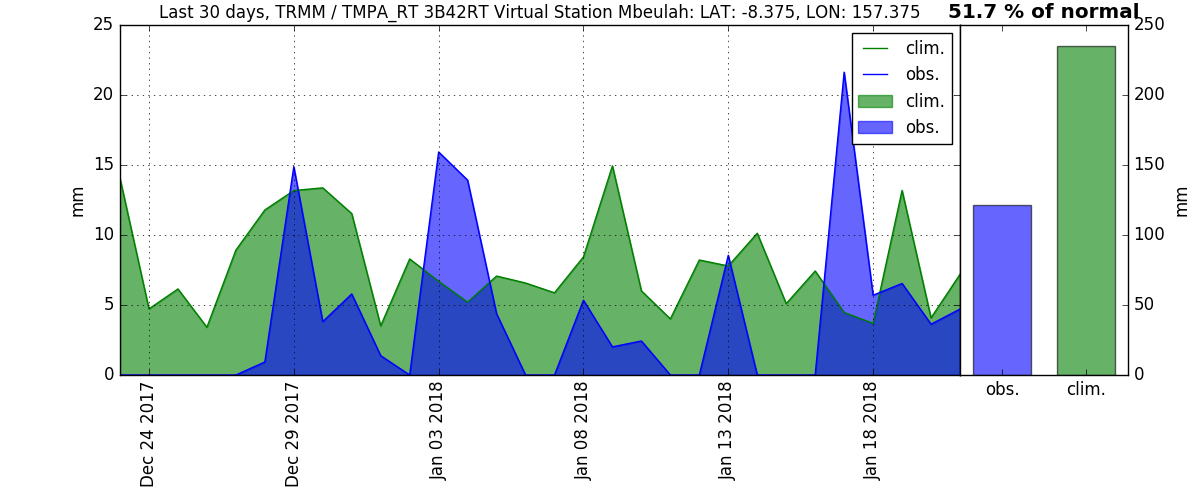 Last 30 days, TRMM / TMPA_RT 3B42RT Virtual Station Mbeulah: LAT: -8.375, LON: 157.375
51.7 % of normal
25
20
15
10
5
0
mm
clim.
obs.
clim.
obs.
Dec 24 2017
Dec 29 2017
Jan 03 2018
Jan 08 2018
Jan 13 2018
Jan 18 2018
250
200
150
100
50
0
mm
obs.
clim.